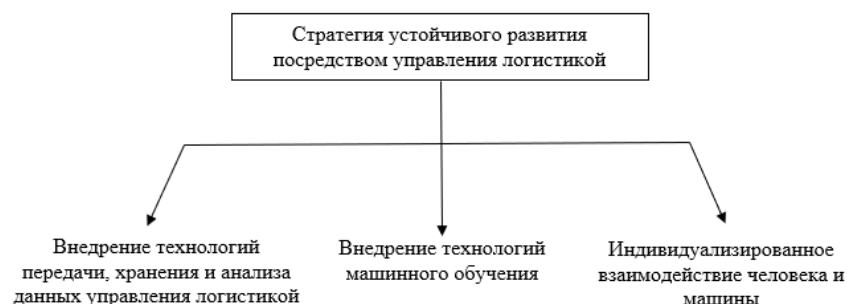 Стратегия устойчивого развития
посредством управления логистикой
Внедрение технологий
передачи, хранения и анализа
данных управления логистикой
Внедрение технологий
машинного обучения
Индивидуализированное
взаимодействие человека и
машины